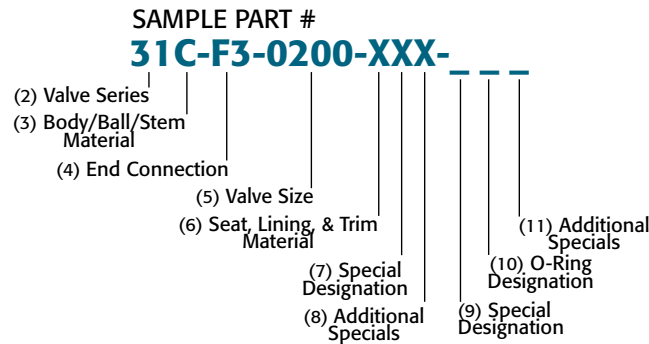 SAMPLE PART #
31C-F3-0200-XXX-_ _ _
(2) Valve Series
(3) Body/Ball/Stem
Material
(4) End Connection
(5) Valve Size
(6) Seat, Lining, & Trim
Material
(7) Special
Designation
(8) Additional
Specials
(9) Special
Designation
(10) O-Ring
Designation
(11) Additional
Specials